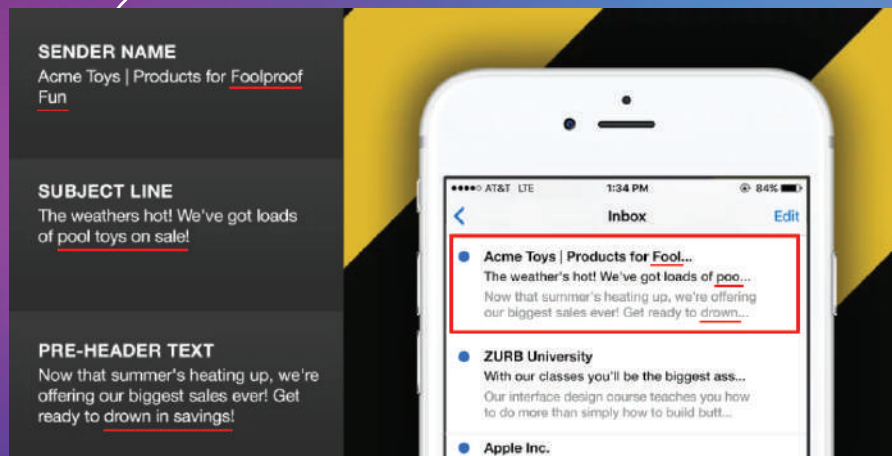 SENDER NAME
Acme Toys | Products for Foolproof
Fun
SUBJECT LINE
The weathers hot! We've got loads
of pool toys on sale!
PRE-HEADER TEXT
Now that summer's heating up, we're
offering our biggest sales ever! Get
ready to drown in savings!
AT&T LTE 1:34 PM 84%
Inbox Edit
Acme Toys | Products for Fool...
The weather's hot! We've got loads of poo...
Now that summer's heating up, we're offering
our biggest sales ever! Get ready to drown...
ZURB University
With our classes you'll be the biggest ass...
Our interface design course teaches you how
to do more than simply how to build butt...
Apple Inc.